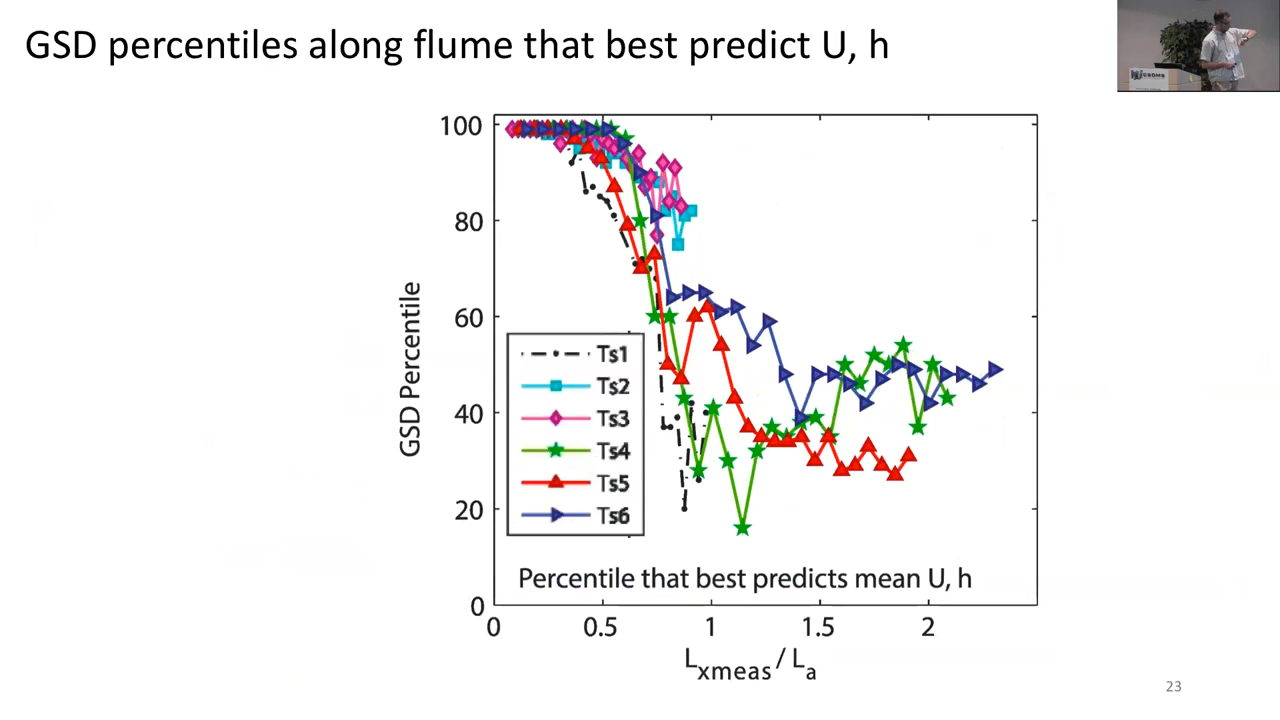 GSD percentiles along flume that best predict U, h
CSDMS
100
80
60
40
20
0
GSD Percentile
Ts1
Ts2
Ts3
Ts4
Ts5
Ts6
Percentile that best predicts mean U, h
0 0.5 1 1.5 2
Lxmeas / La
23